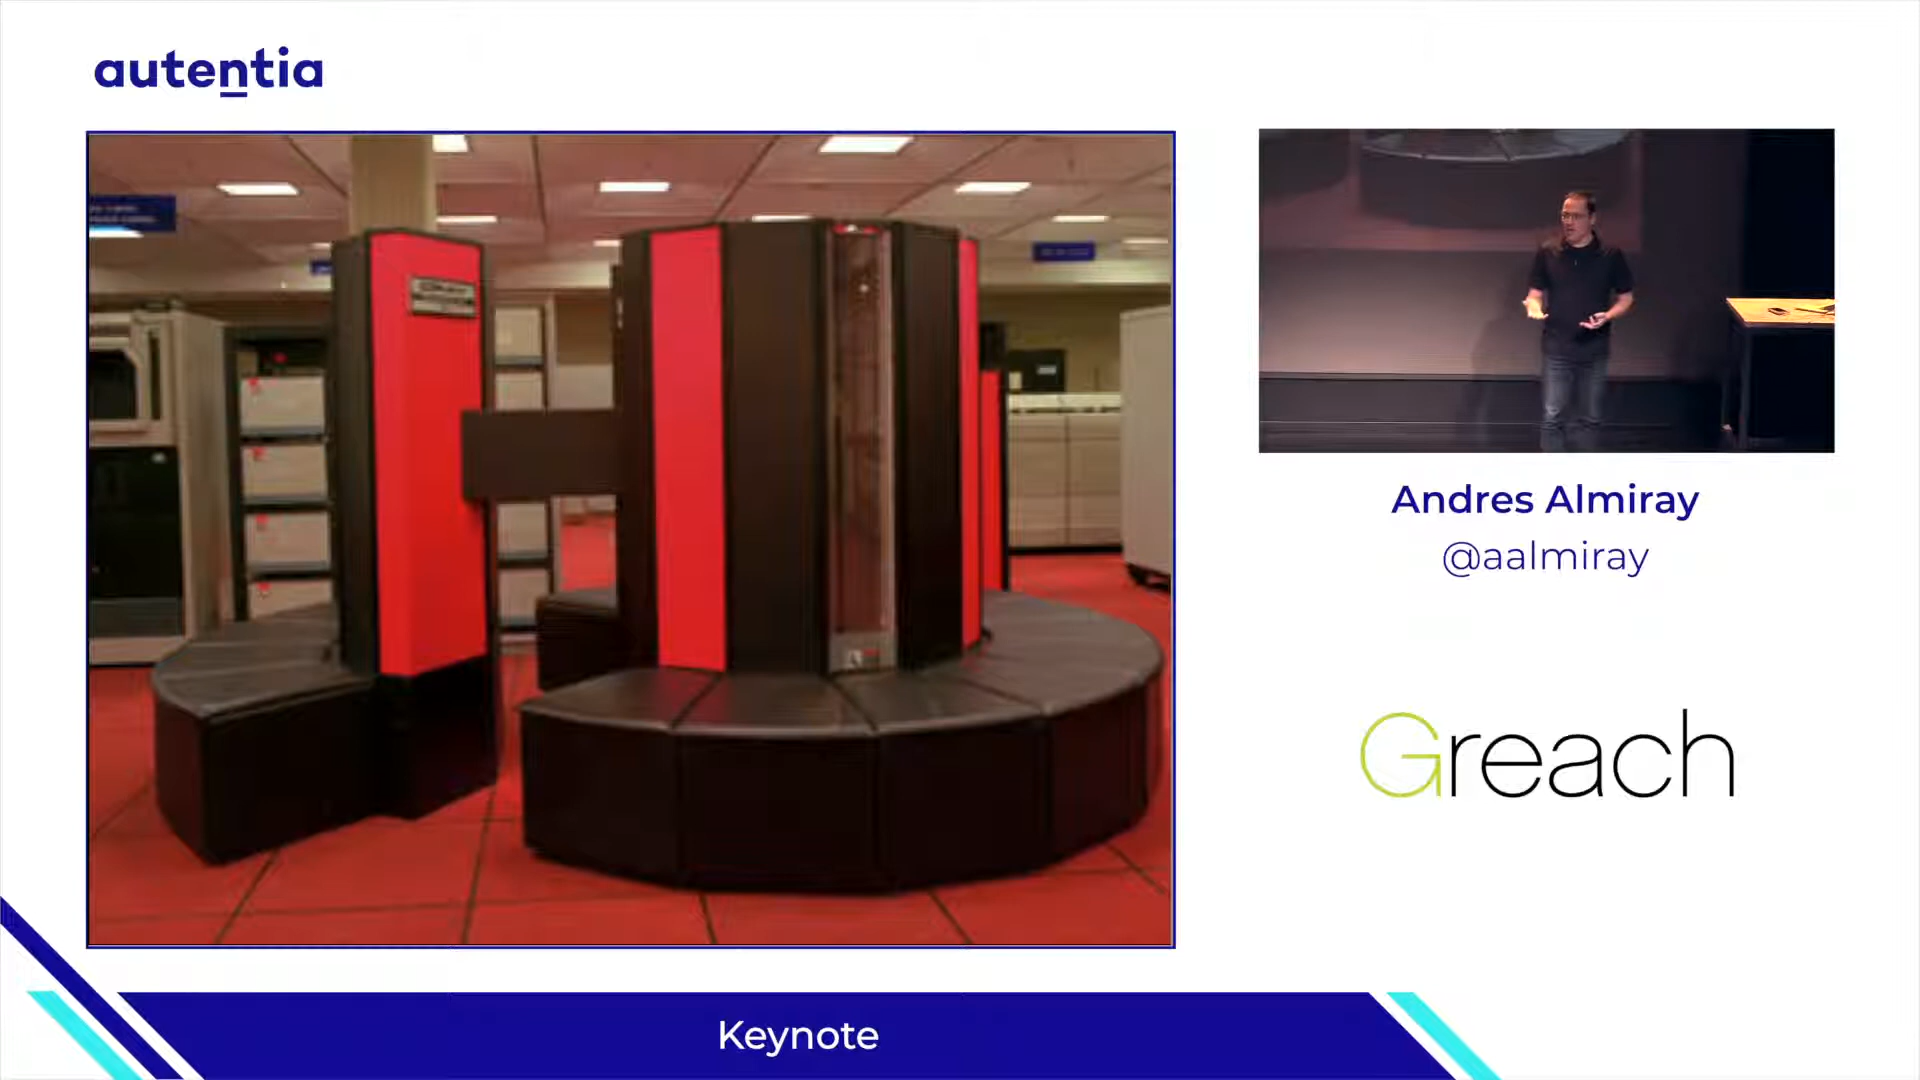 autentia
Andres Almiray
@aalmiray
Greach
Keynote